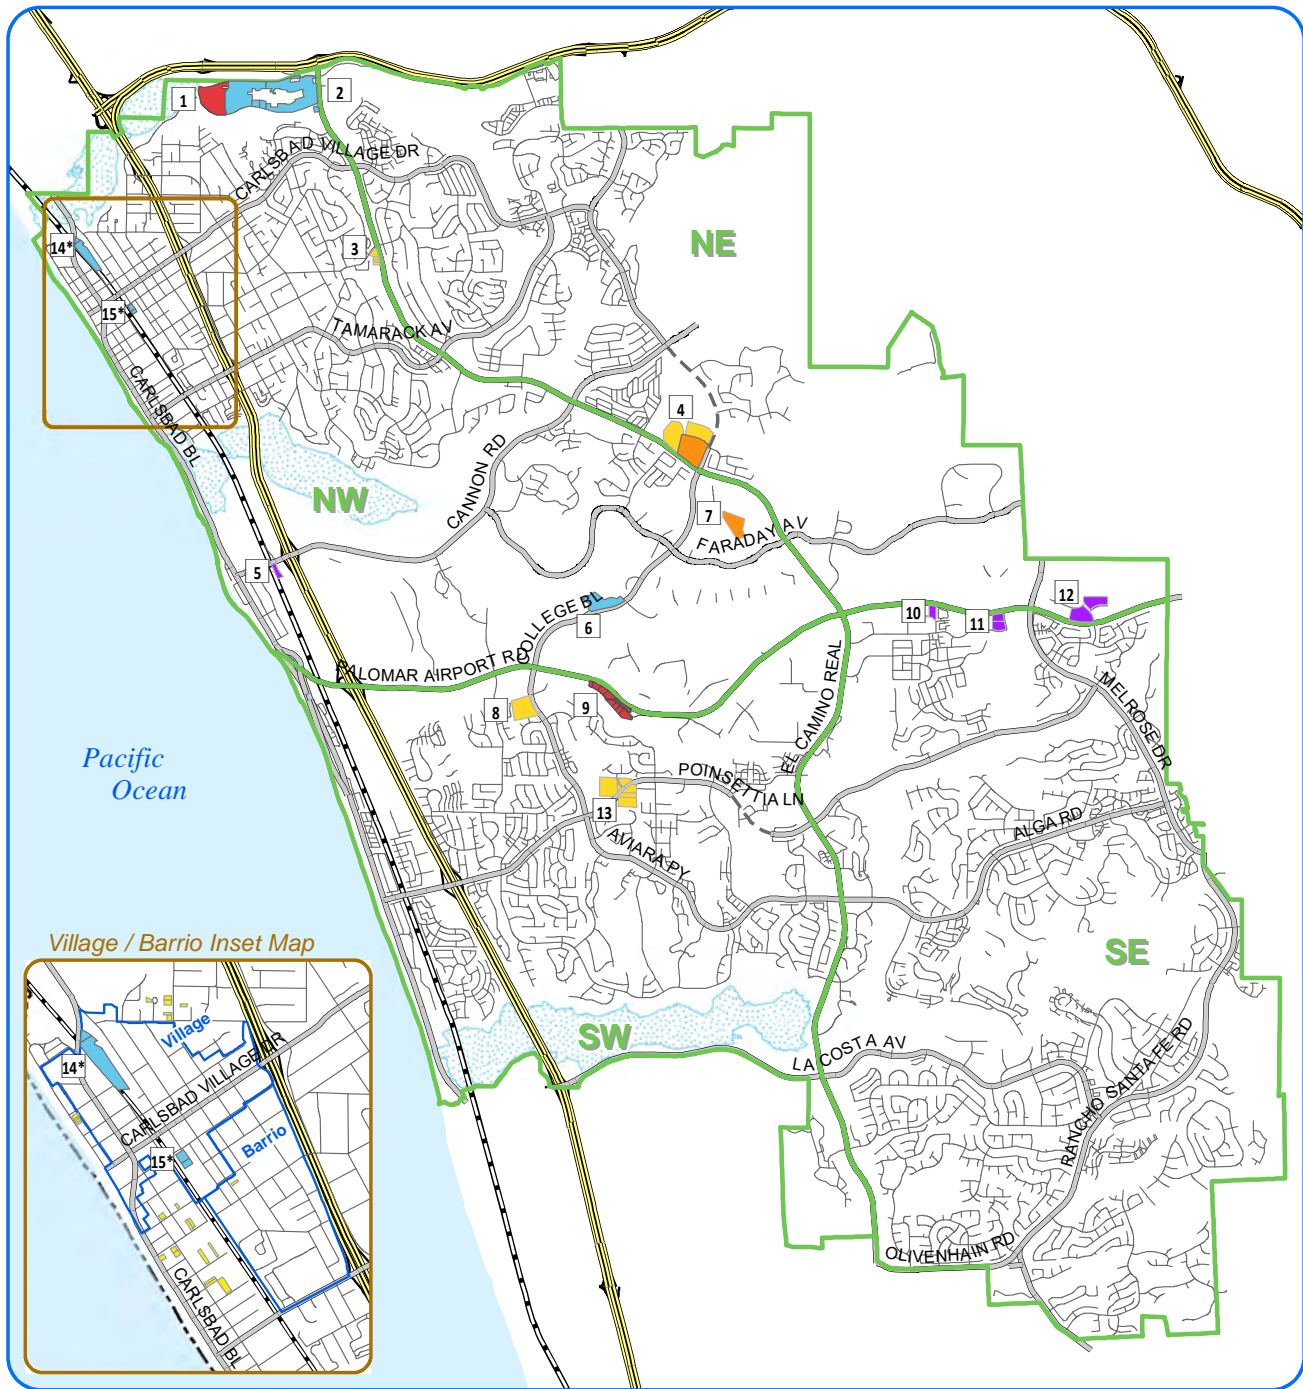 1
2
CARLSBAD VILLAGE DR
3
14*
15*
NE
TAMARACK AV
CARLSBAD BL
4
NW
CANNON RD
7
FARADAY AV
5
COLLEGE BL
6
10
11
12
PALOMAR AIRPORT RD
EL CAMINO REAL
MELROSE DR
8
9
Pacific
Ocean
POINSETTIA LN
13
ALGA RD
AVIARA PY
SE
SW
LA COSTA AV
RANCHO SANTA FE RD
OLIVENHAIN RD
Village / Barrio Inset Map
Village
14*
CARLSBAD VILLAGE DR
Barrio
15*
CARLSBAD BL